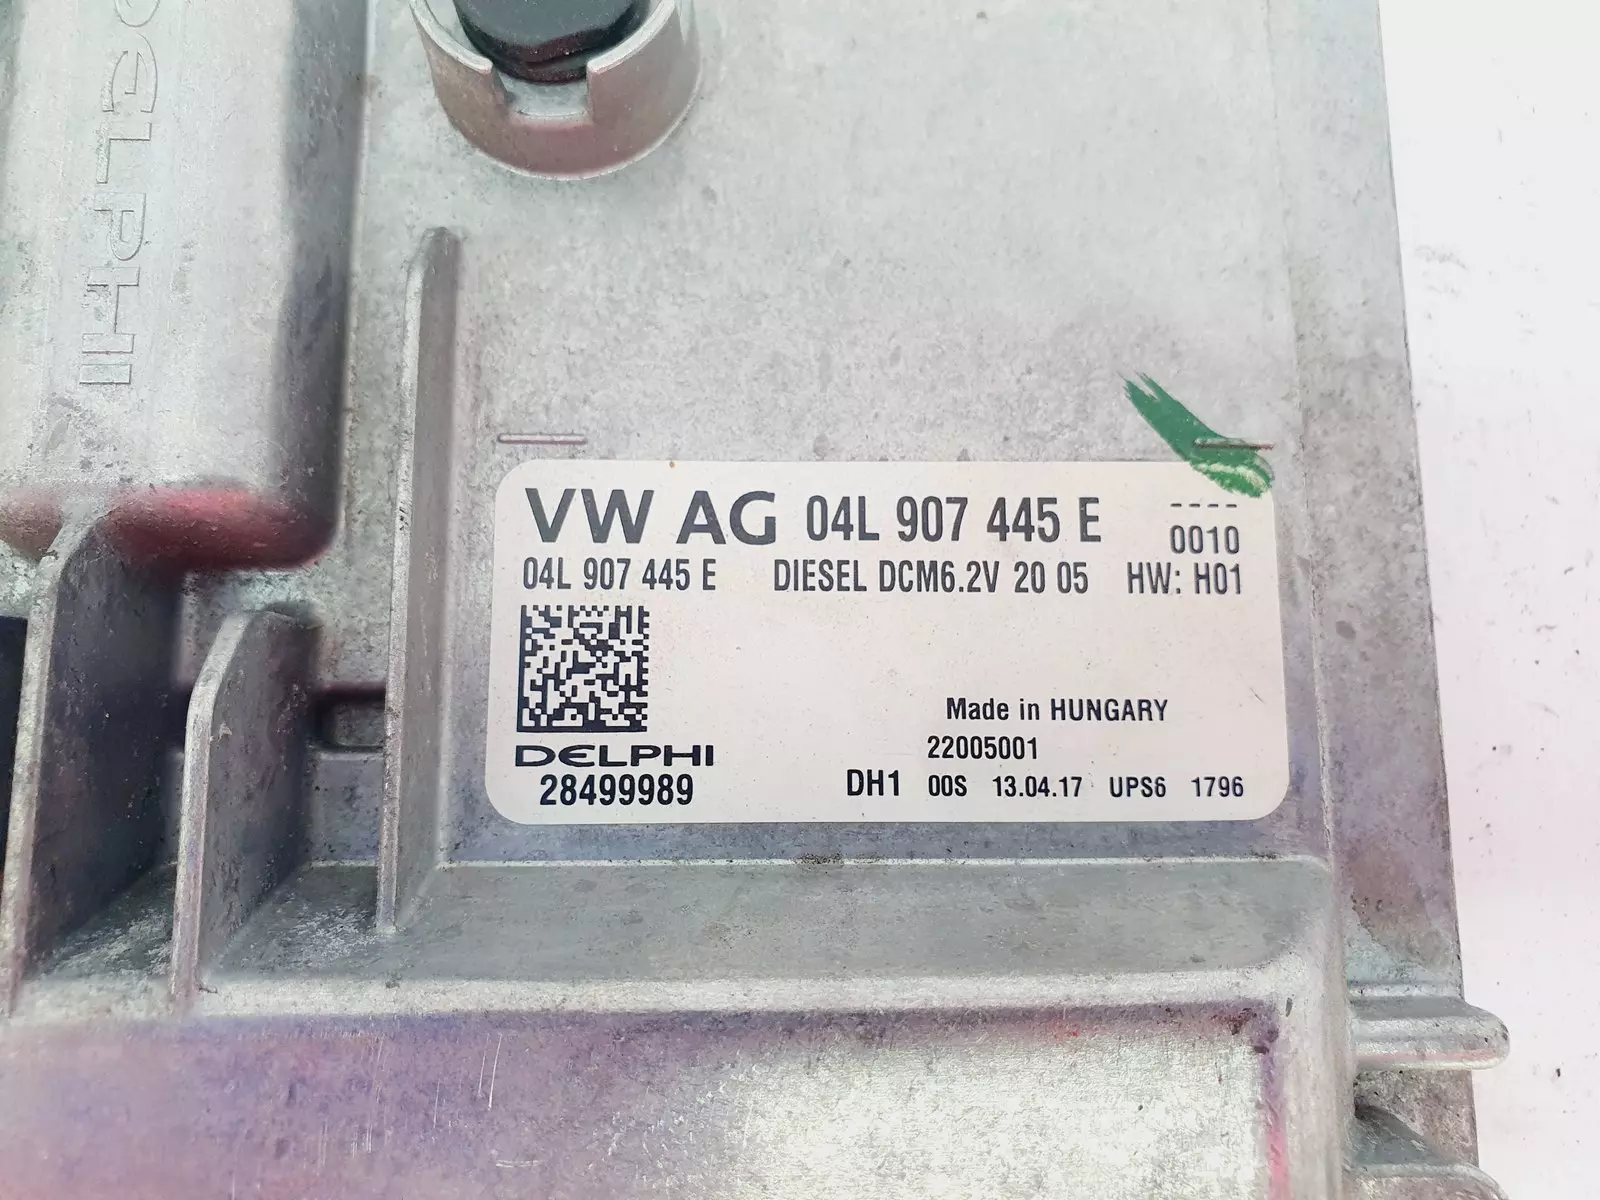 DELPHI
VW AG 04L 907 445 E ----
0010
04L 907 445 E DIESEL DCM6.2V 20 05 HW: H01
Made in HUNGARY
DELPHI 22005001
28499989 DH1 00S 13.04.17 UPS6 1796